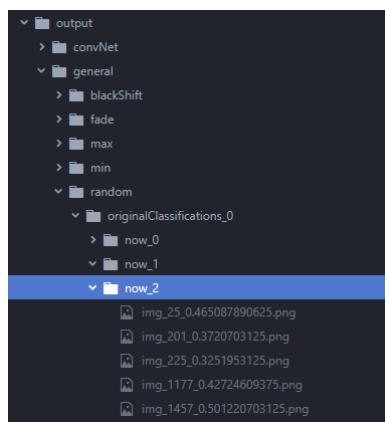 output
convNet
general
blackShift
fade
max
min
random
originalClassifications_0
now_0
now_1
now_2
img_25_0.465087890625.png
img_201_0.3720703125.png
img_225_0.3251953125.png
img_1177_0.42724609375.png
img_1457_0.501220703125.png